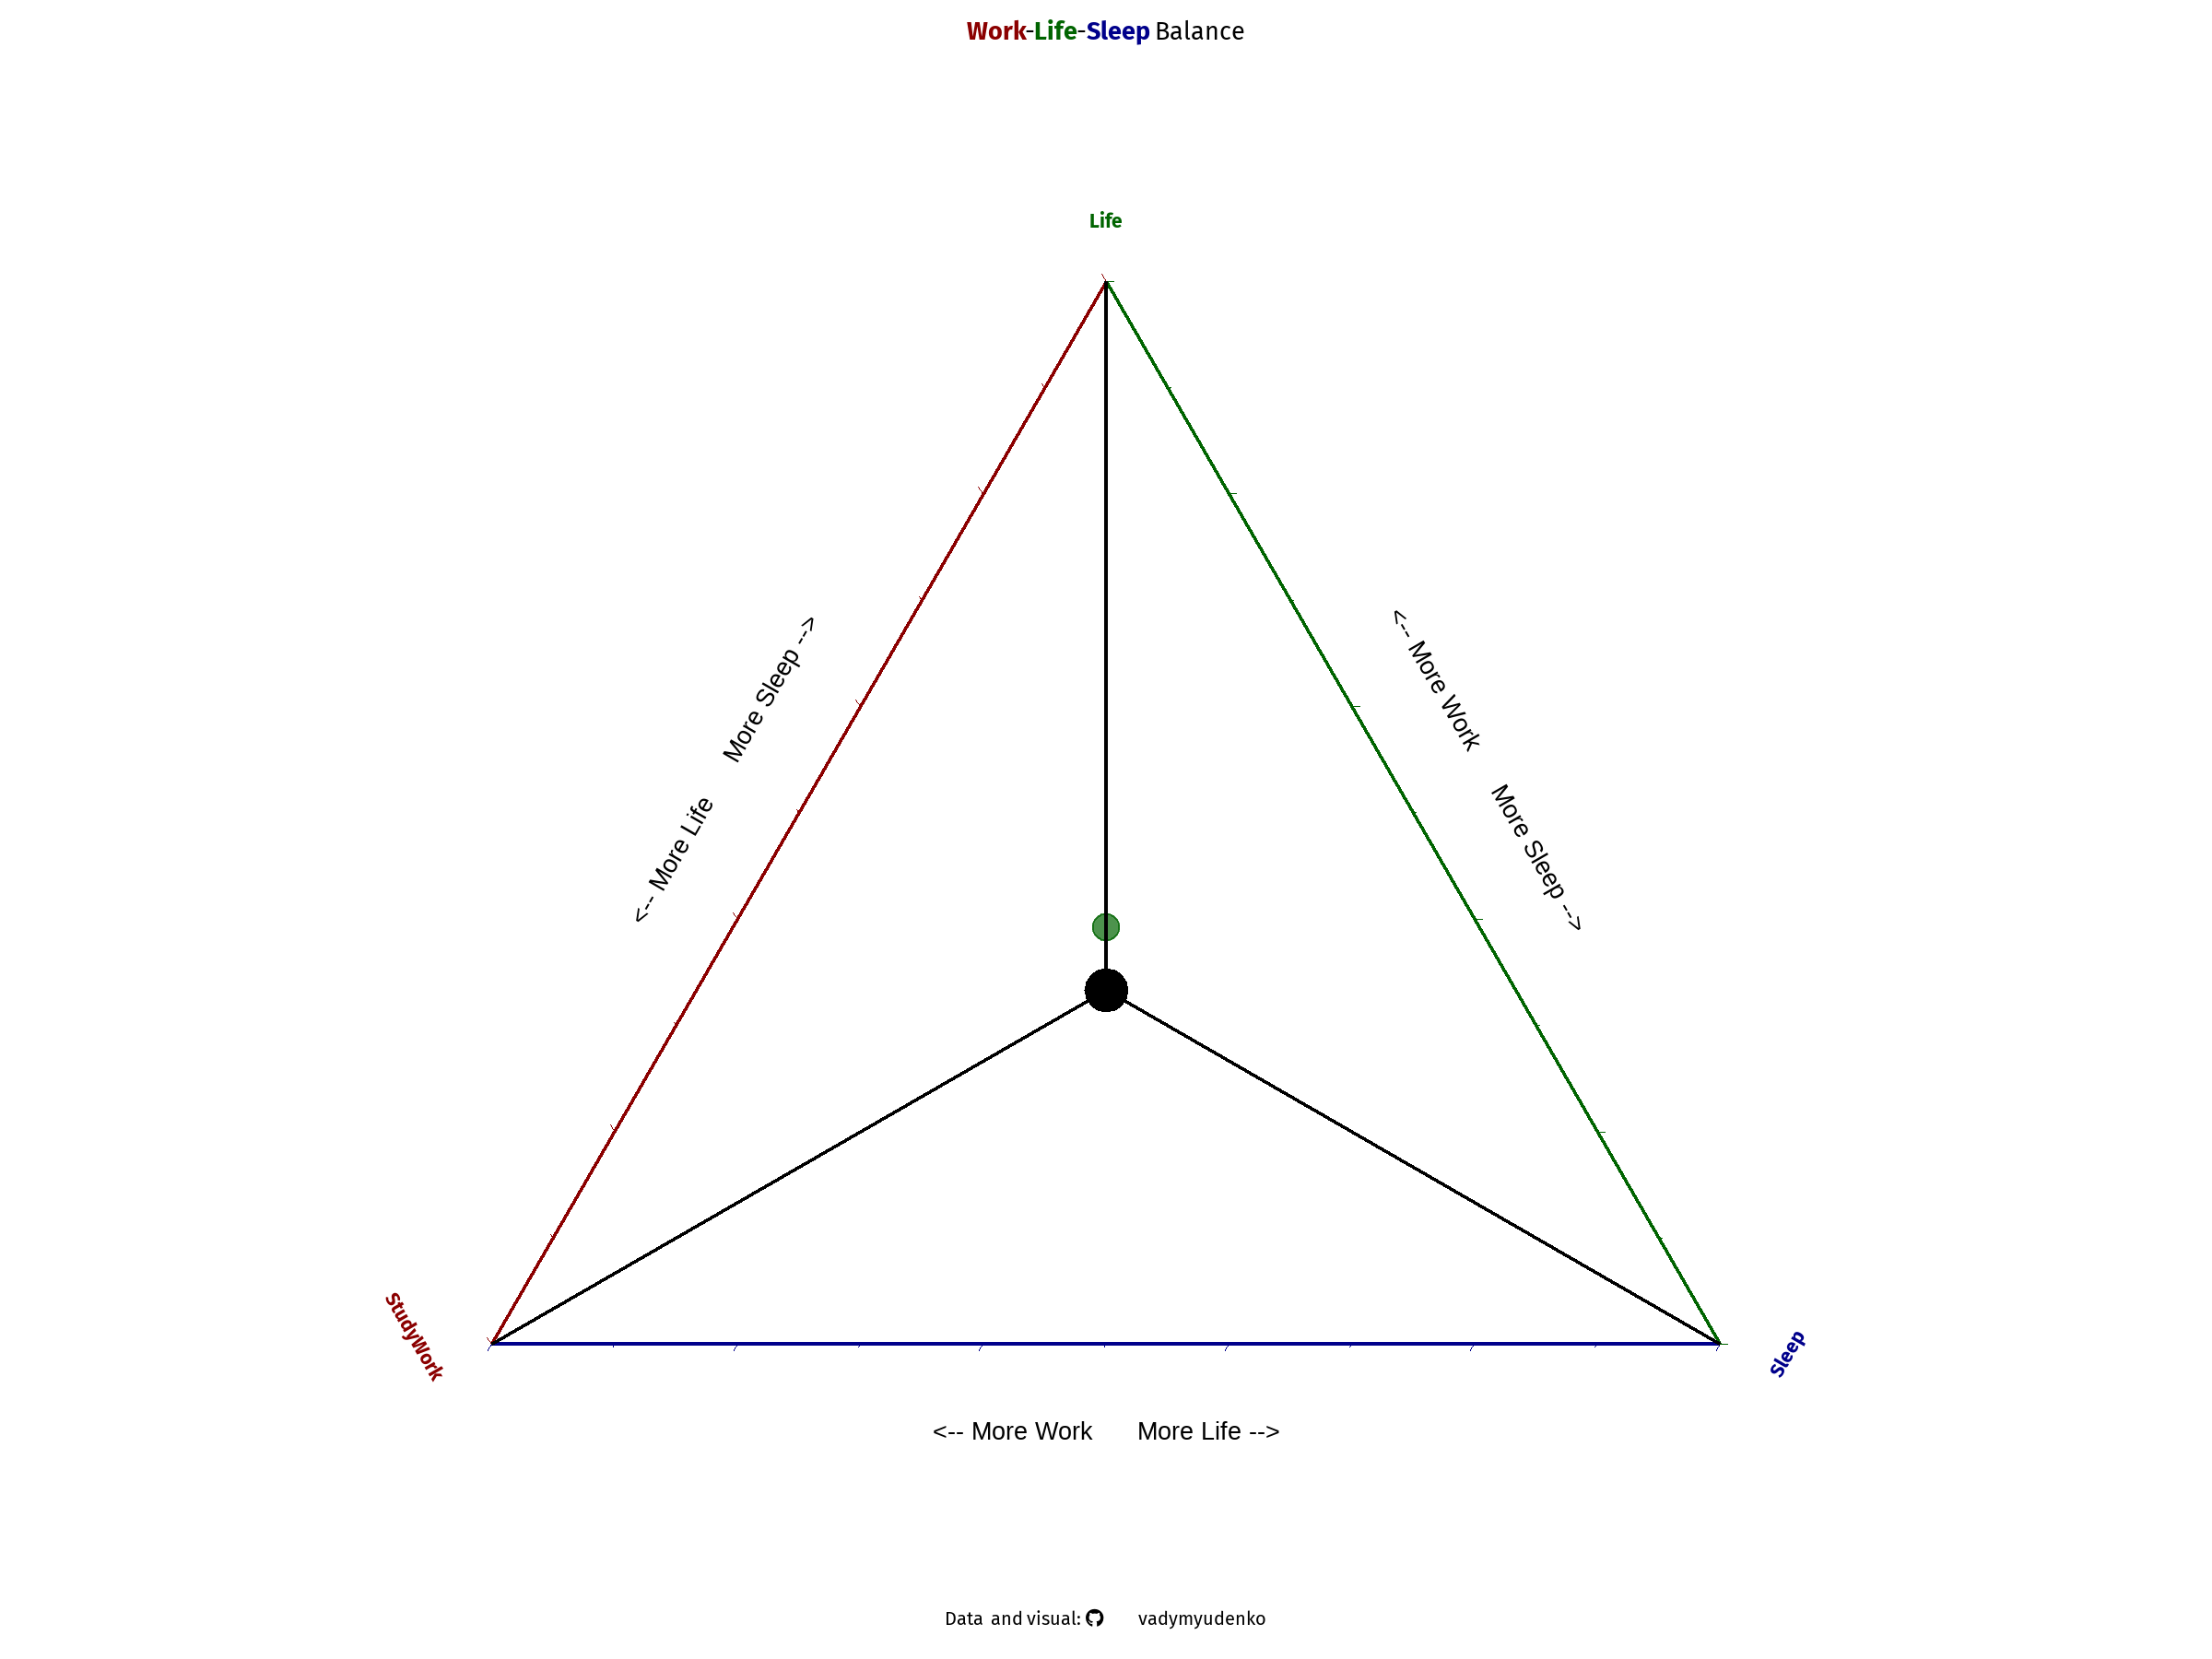 Work-Life-Sleep Balance
Life
<-- More Life More Sleep -->
<-- More Work More Sleep -->
StudyWork
Sleep
<-- More Work More Life -->
Data and visual: vadymyudenko